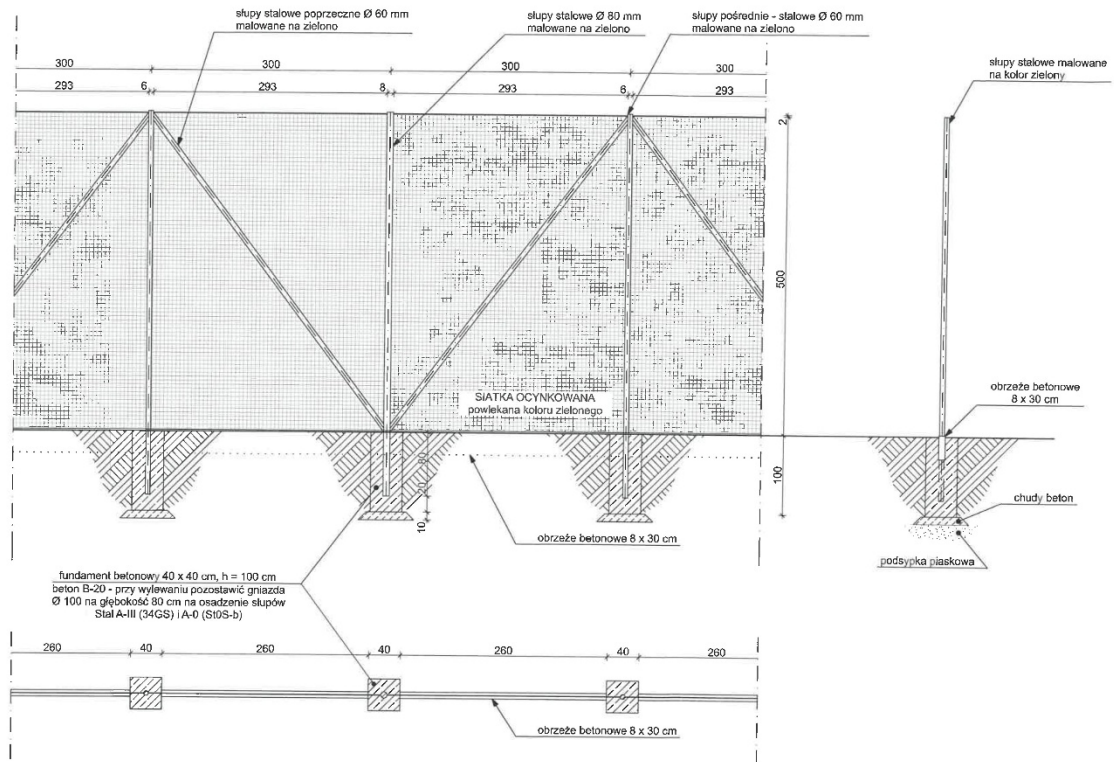 słupy stalowe poprzeczne Ø 60 mm
malowane na zielono
słupy stalowe Ø 80 mm
malowane na zielono
słupy pośrednie - stalowe Ø 60 mm
malowane na zielono
słupy stalowe malowane
na kolor zielony
300
300
300
300
293
6
293
8
293
6
293
2
500
SIATKA OCYNKOWANA
powlekana koloru zielonego
obrzeże betonowe
8 x 30 cm
80
20
10
100
chudy beton
obrzeże betonowe 8 x 30 cm
podsypka piaskowa
fundament betonowy 40 x 40 cm, h = 100 cm
beton B-20 - przy wylewaniu pozostawić gniazda
Ø 100 na głębokość 80 cm na osadzenie słupów
Stal A-III (34GS) i A-0 (St0S-b)
260
40
260
40
260
40
260
obrzeże betonowe 8 x 30 cm